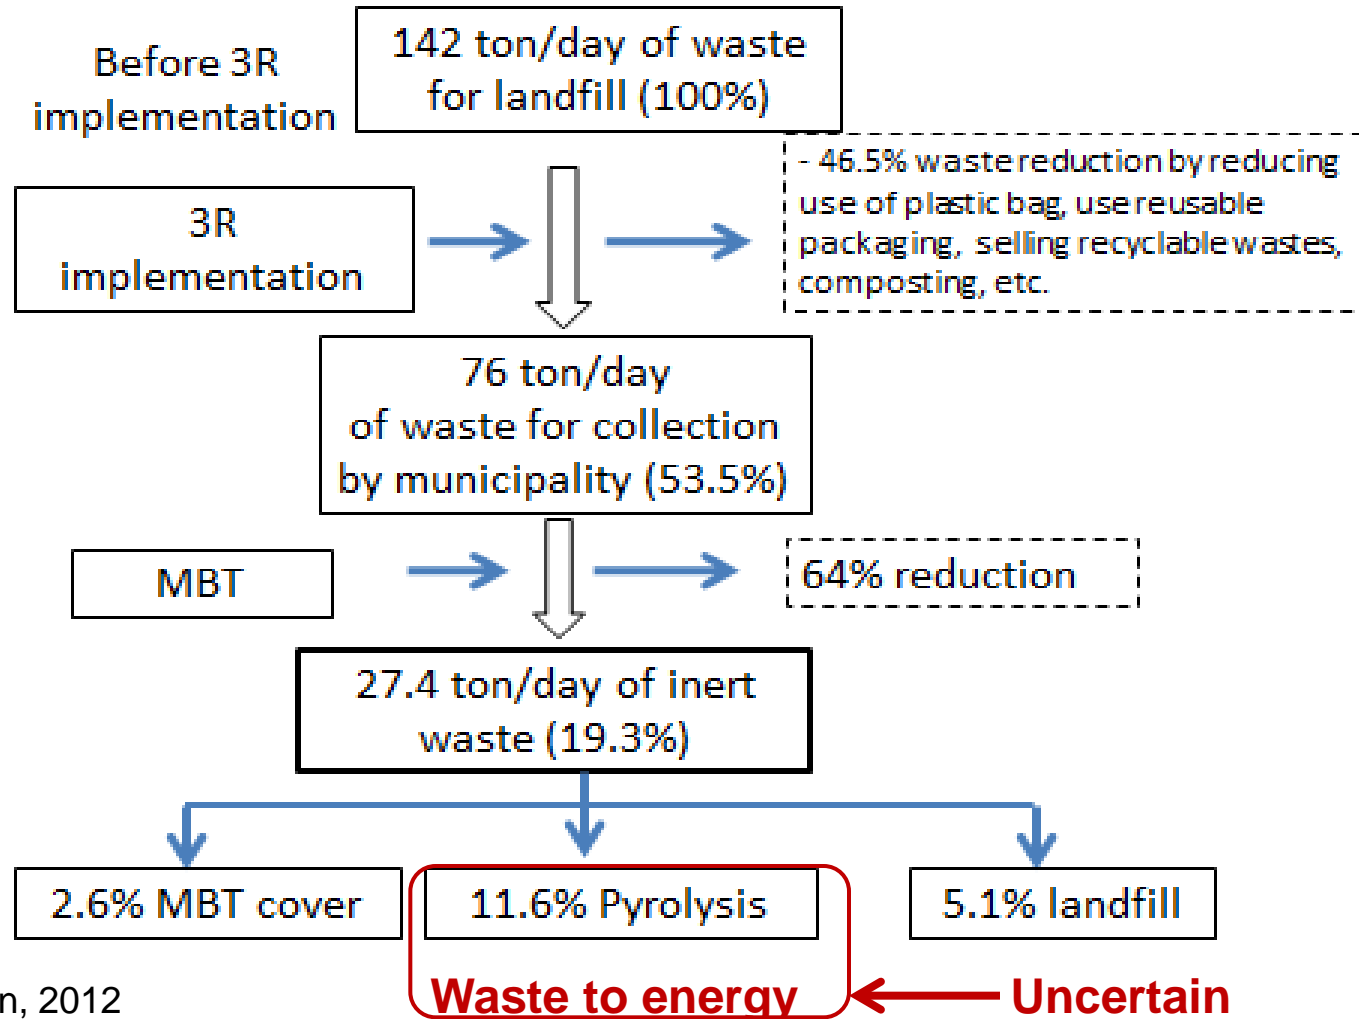 Before 3R
implementation
142 ton/day of waste
for landfill (100%)
- 46.5% waste reduction by reducing
use of plastic bag, use reusable
packaging, selling recyclable wastes,
composting, etc.
3R
implementation
76 ton/day
of waste for collection
by municipality (53.5%)
MBT
64% reduction
27.4 ton/day of inert
waste (19.3%)
2.6% MBT cover
11.6% Pyrolysis
5.1% landfill
n, 2012
Waste to energy
Uncertain